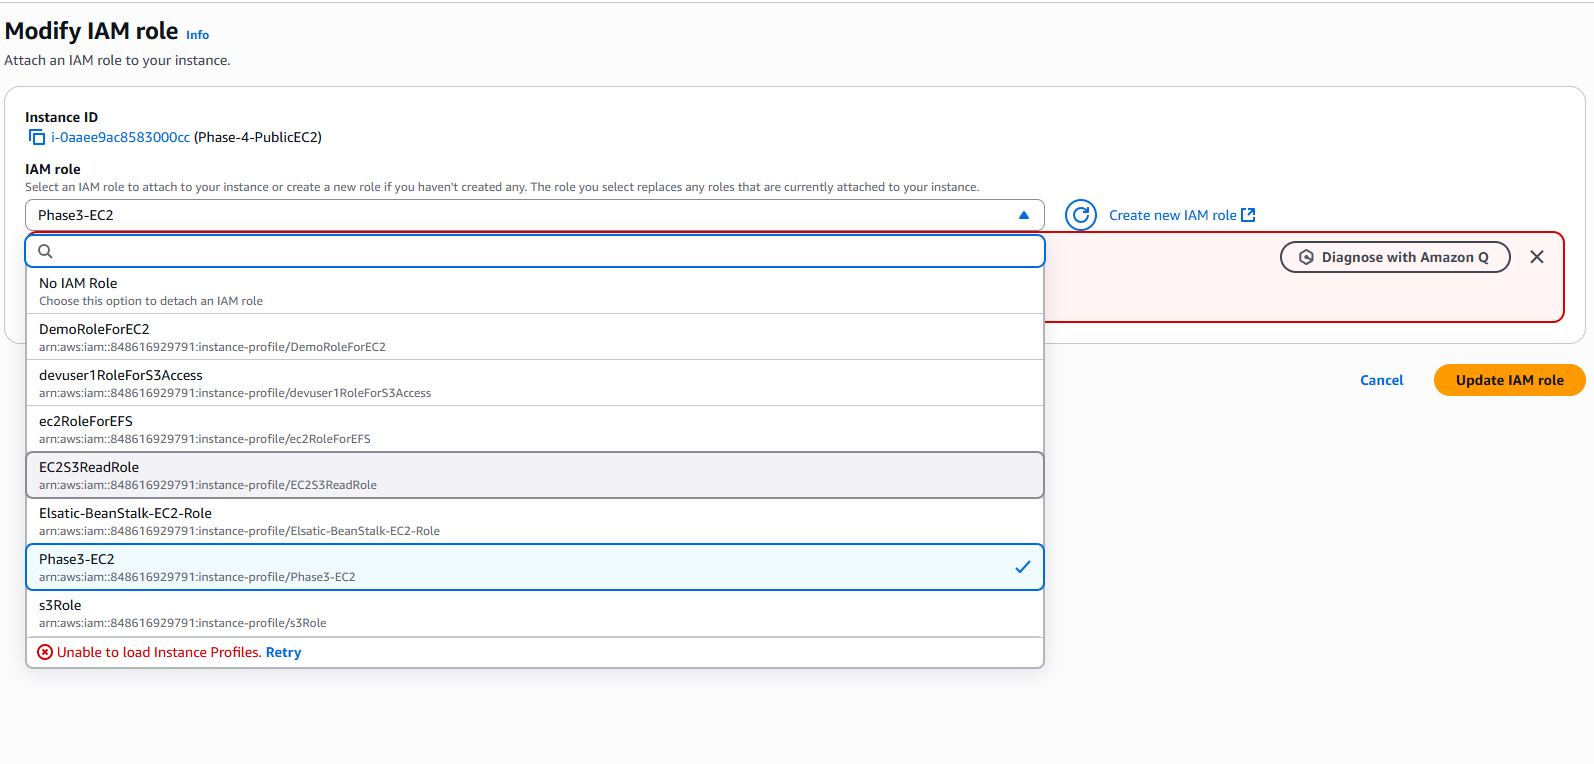 Modify IAM role Info
Attach an IAM role to your instance.
Instance ID
i-0aaee9ac8583000cc (Phase-4-PublicEC2)
IAM role
Select an IAM role to attach to your instance or create a new role if you haven't created any. The role you select replaces any roles that are currently attached to your instance.
Phase3-EC2
Create new IAM role
Diagnose with Amazon Q
No IAM Role
Choose this option to detach an IAM role
DemoRoleForEC2
arn:aws:iam::848616929791:instance-profile/DemoRoleForEC2
devuser1RoleForS3Access
arn:aws:iam::848616929791:instance-profile/devuser1RoleForS3Access
Cancel
Update IAM role
ec2RoleForEFS
arn:aws:iam::848616929791:instance-profile/ec2RoleForEFS
EC2S3ReadRole
arn:aws:iam::848616929791:instance-profile/EC2S3ReadRole
Elsatic-BeanStalk-EC2-Role
arn:aws:iam::848616929791:instance-profile/Elsatic-BeanStalk-EC2-Role
Phase3-EC2
arn:aws:iam::848616929791:instance-profile/Phase3-EC2
s3Role
arn:aws:iam::848616929791:instance-profile/s3Role
Unable to load Instance Profiles. Retry